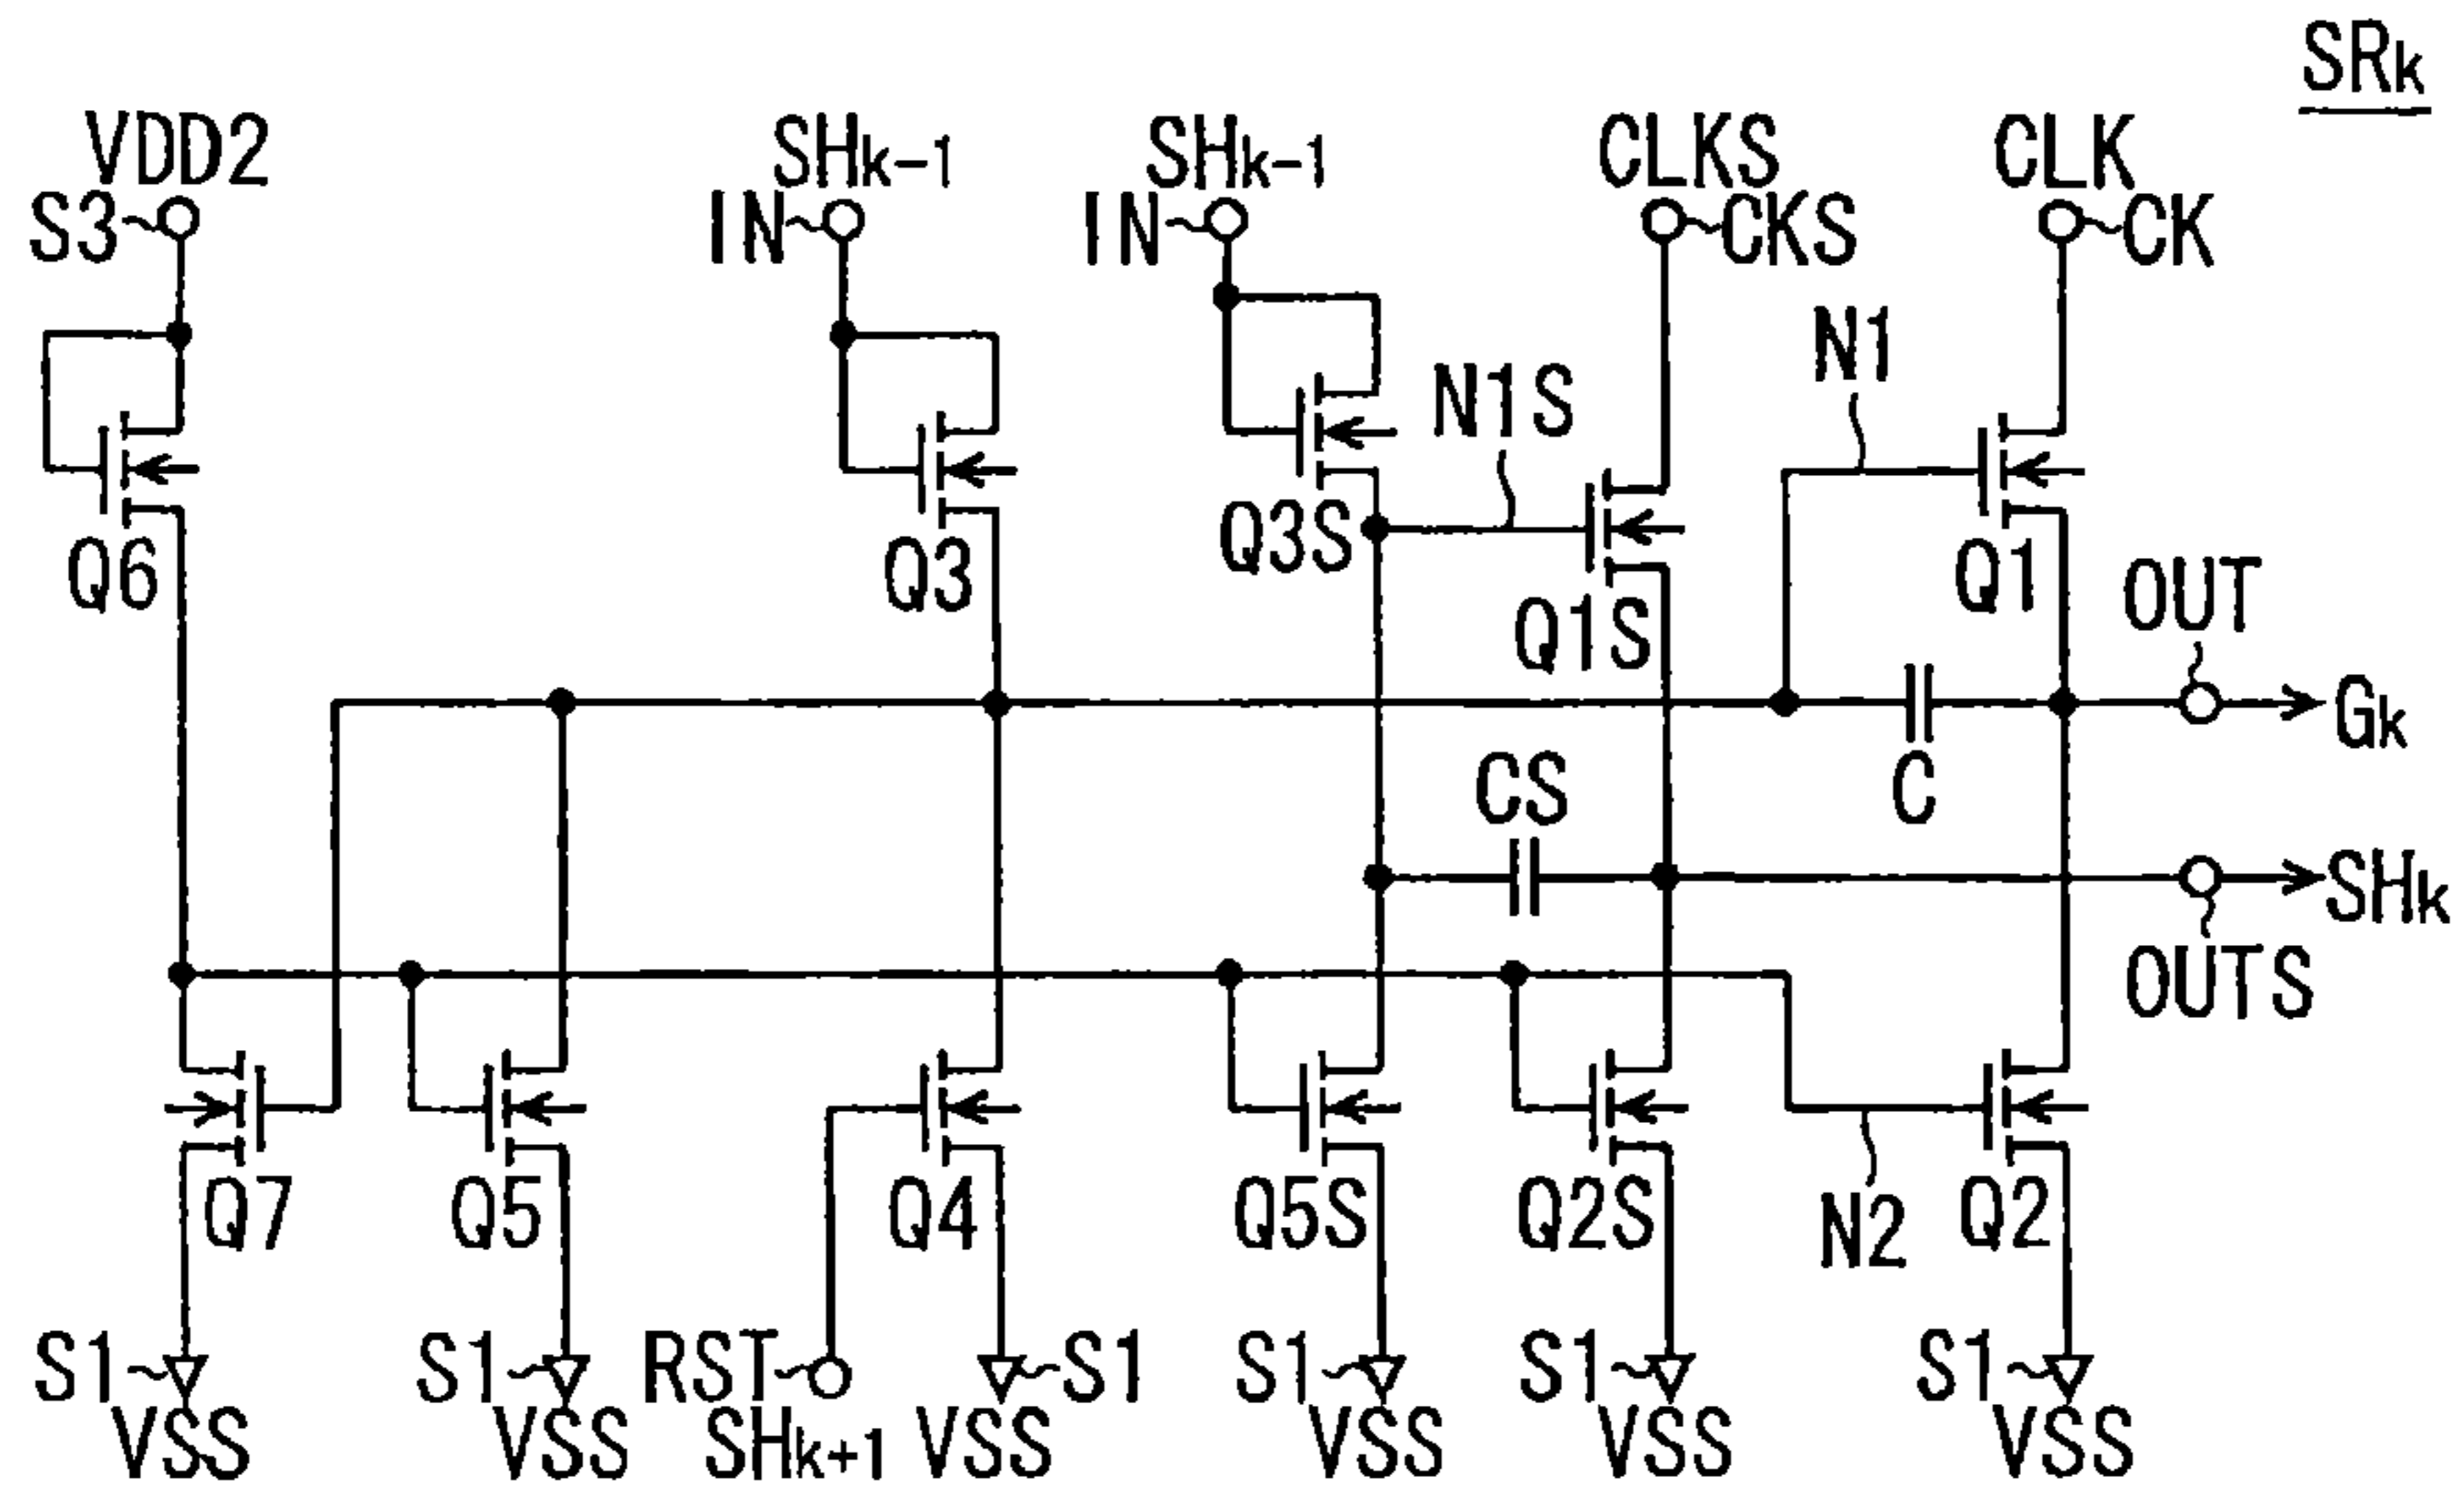 SRk
VDD2
SHk-1
SHk-1
CLKS
CLK
S3
IN
IN
CKS
CK
N1S
N1
Q6
Q3
Q3S
Q1S
Q1
OUT
Gk
CS
C
SHk
OUTS
Q7
Q5
Q4
Q5S
Q2S
N2
Q2
S1
S1
RST
S1
S1
S1
S1
VSS
VSS
SHk+1
VSS
VSS
VSS
VSS